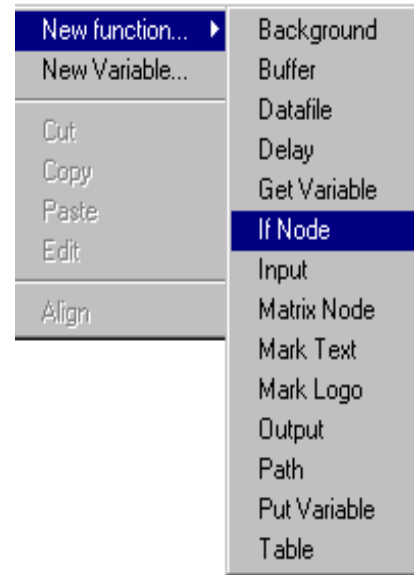 New function...
New Variable...
Cut
Copy
Paste
Edit
Align
Background
Buffer
Datafile
Delay
Get Variable
If Node
Input
Matrix Node
Mark Text
Mark Logo
Output
Path
Put Variable
Table